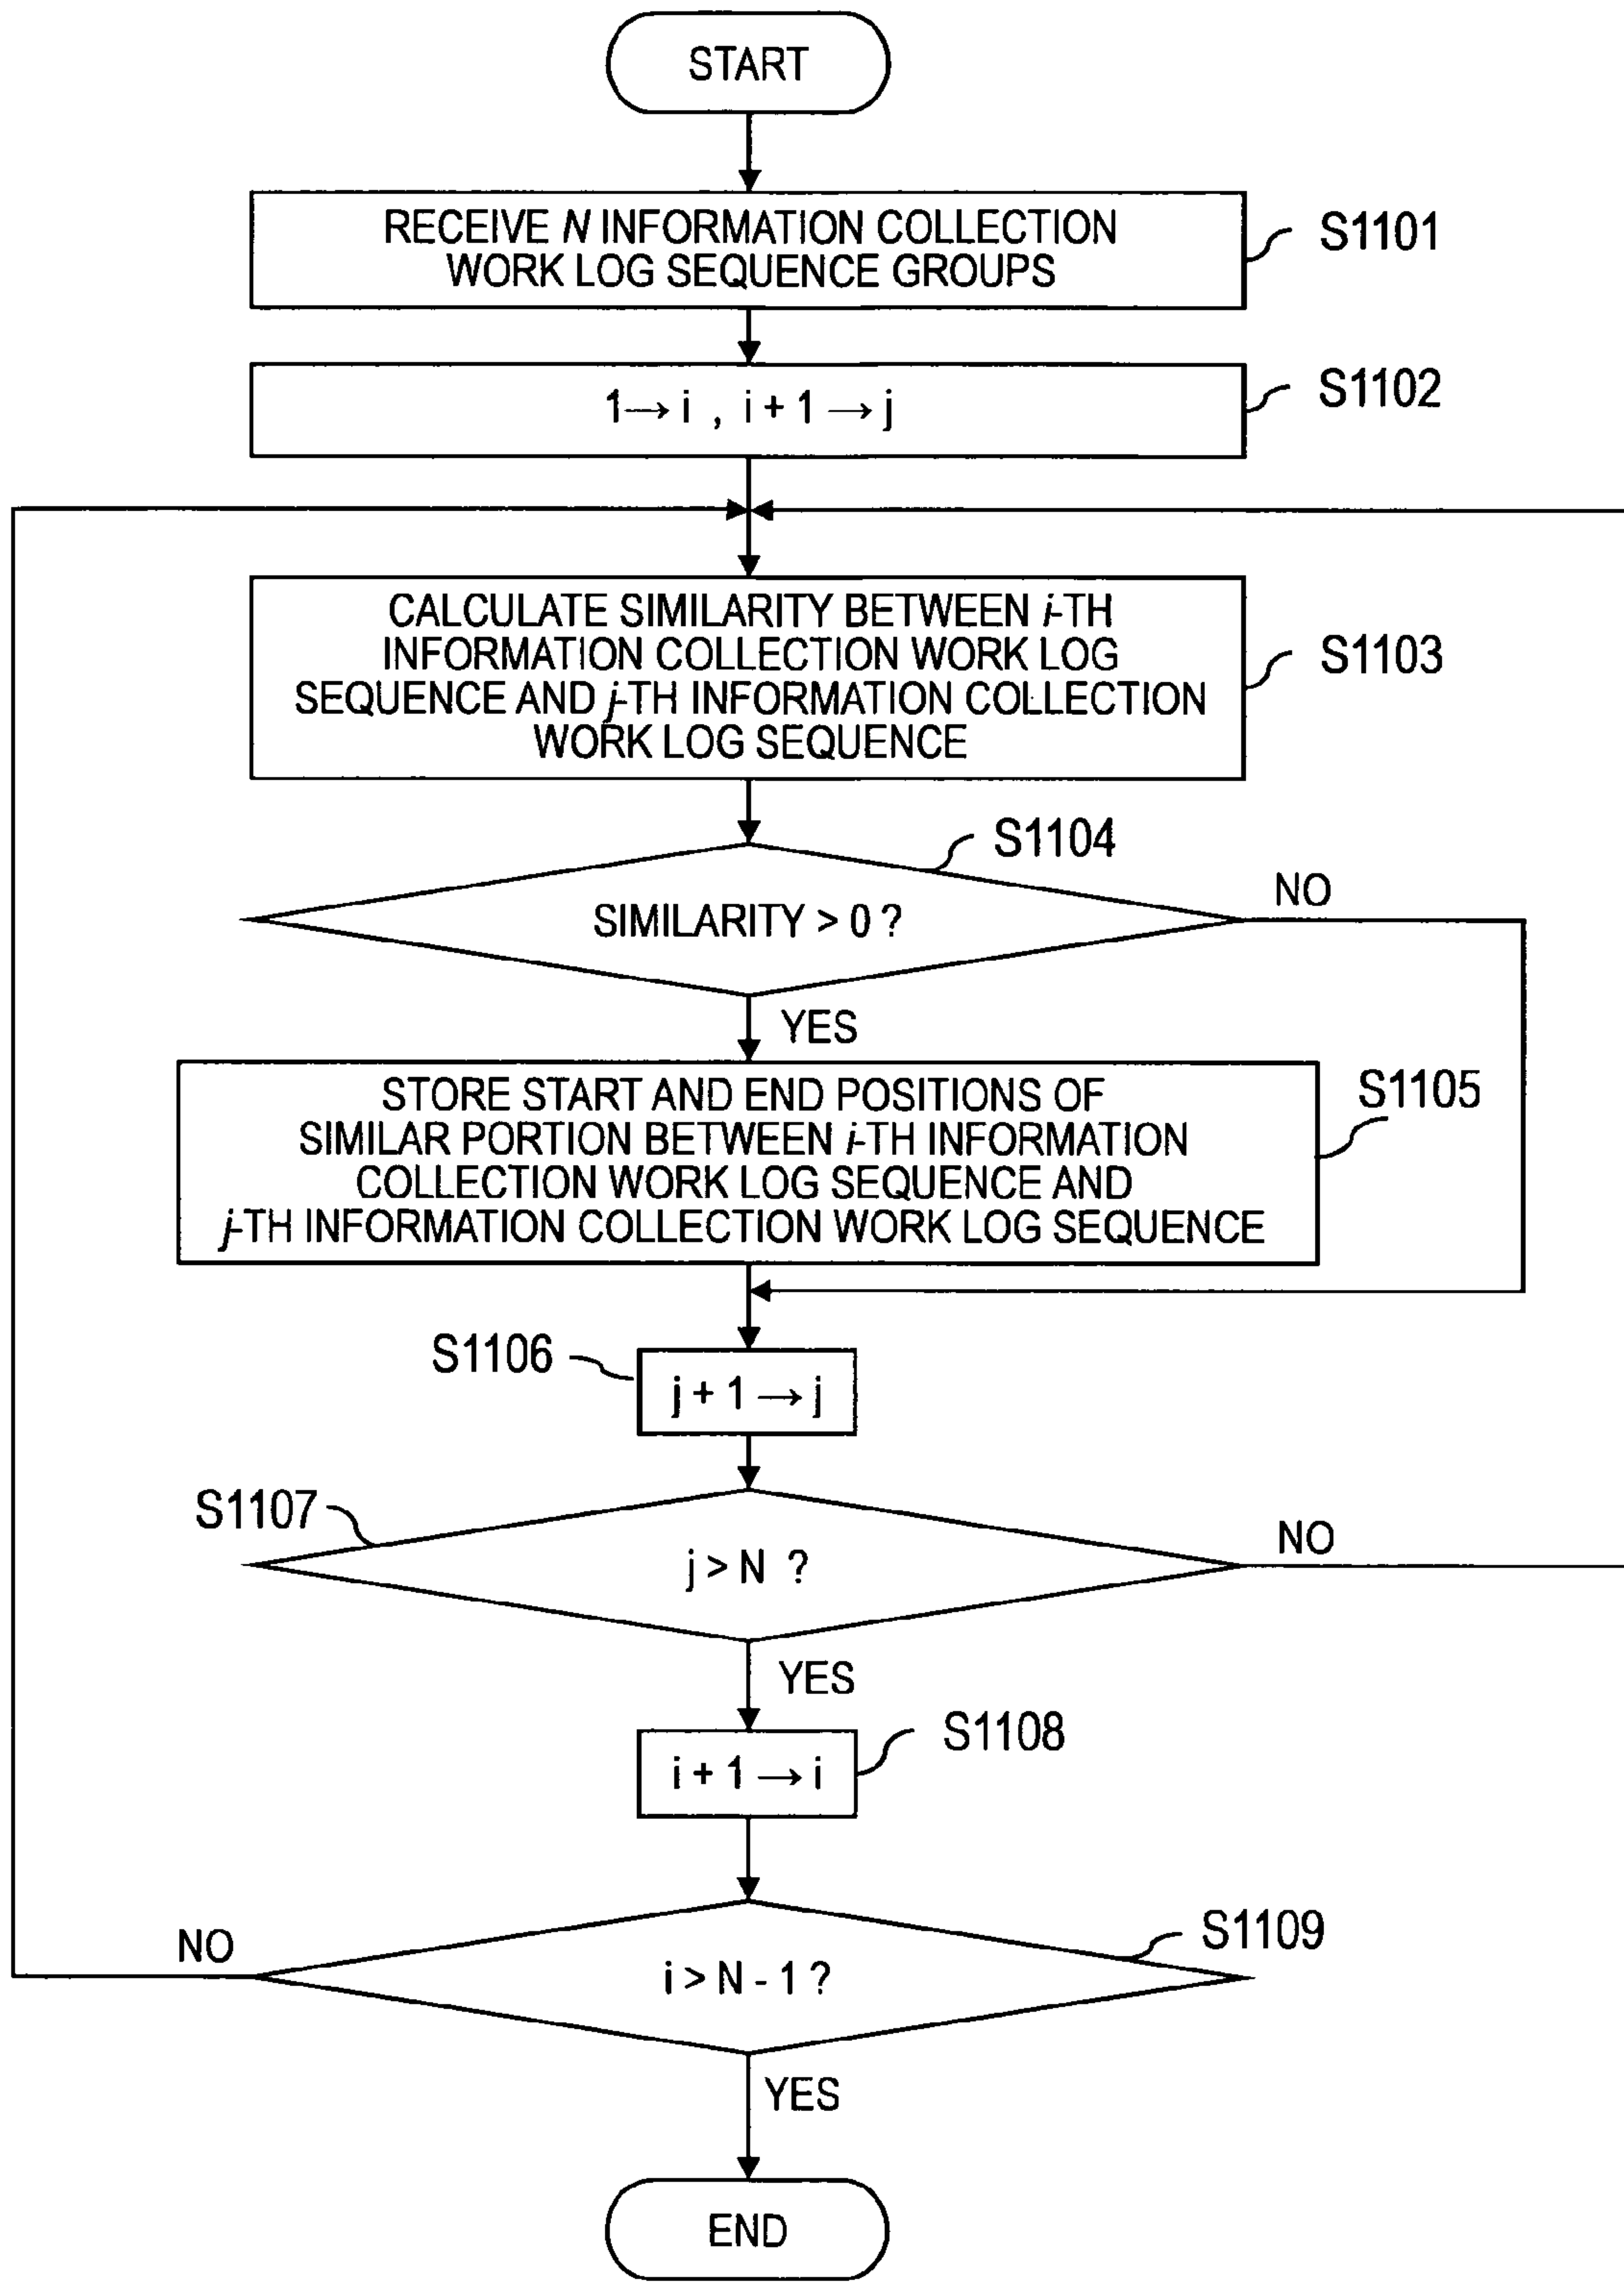 START
RECEIVE N INFORMATION COLLECTION
WORK LOG SEQUENCE GROUPS
S1101
1→i , i + 1 →j
S1102
CALCULATE SIMILARITY BETWEEN i-TH
INFORMATION COLLECTION WORK LOG
SEQUENCE AND j-TH INFORMATION COLLECTION
WORK LOG SEQUENCE
S1103
S1104
SIMILARITY > 0 ?
NO
YES
STORE START AND END POSITIONS OF
SIMILAR PORTION BETWEEN i-TH INFORMATION
COLLECTION WORK LOG SEQUENCE AND
j-TH INFORMATION COLLECTION WORK LOG SEQUENCE
S1105
S1106
j + 1 → j
S1107
j > N ?
NO
YES
S1108
i + 1 → i
S1109
NO
i > N - 1 ?
YES
END